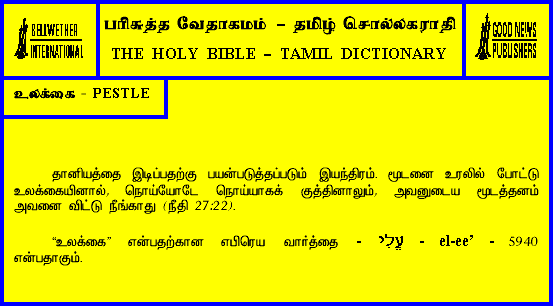 BELLWETHER
INTERNATIONAL
பரிசுத்த வேதாகமம் – தமிழ் சொல்லகராதி
THE HOLY BIBLE – TAMIL DICTIONARY
GOOD NEWS
PUBLISHERS
உலக்கை - PESTLE
தானியத்தை இடிப்பதற்கு பயன்படுத்தப்படும் இயந்திரம். மூடனை உரலில் போட்டு
உலக்கையினால், நொய்யோடே நொய்யாகக் குத்தினாலும், அவனுடைய மூடத்தனம்
அவனை விட்டு நீங்காது (நீதி 27:22).
“உலக்கை” என்பதற்கான எபிரெய வார்த்தை - עֱלִי - el-ee’ - 5940
என்பதாகும்.